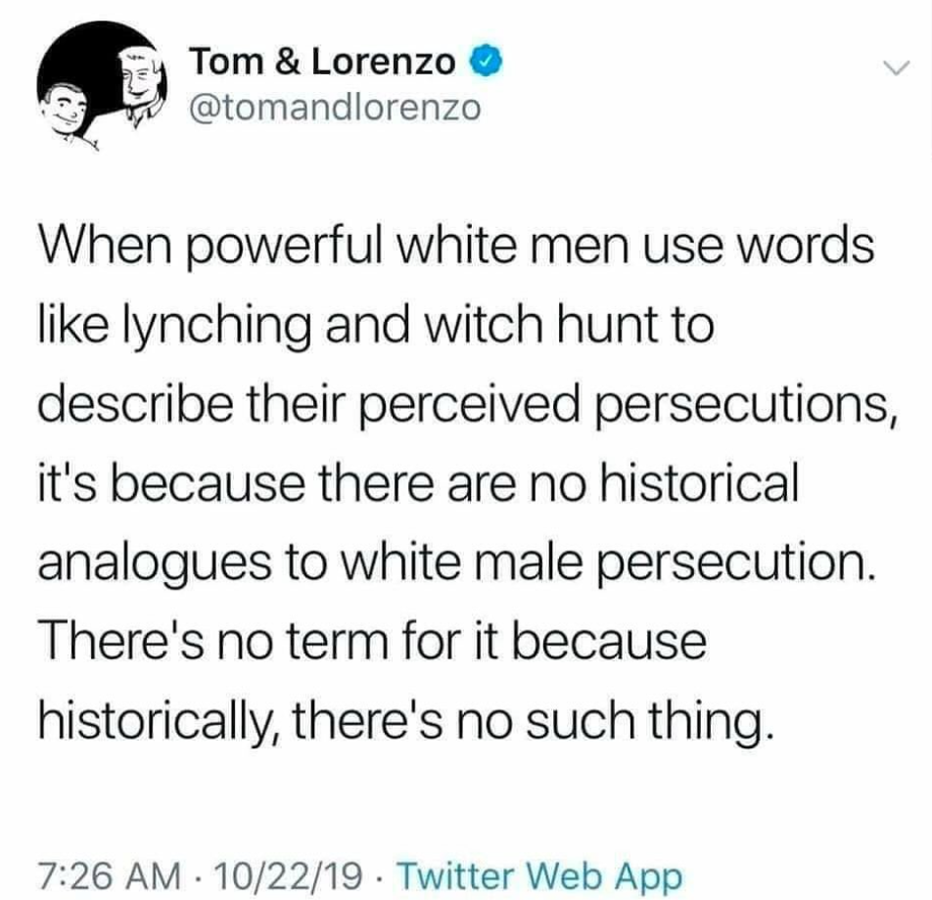 Tom & Lorenzo
@tomandlorenzo
When powerful white men use words
like lynching and witch hunt to
describe their perceived persecutions,
it's because there are no historical
analogues to white male persecution.
There's no term for it because
historically, there's no such thing.
7:26 AM · 10/22/19 · Twitter Web App